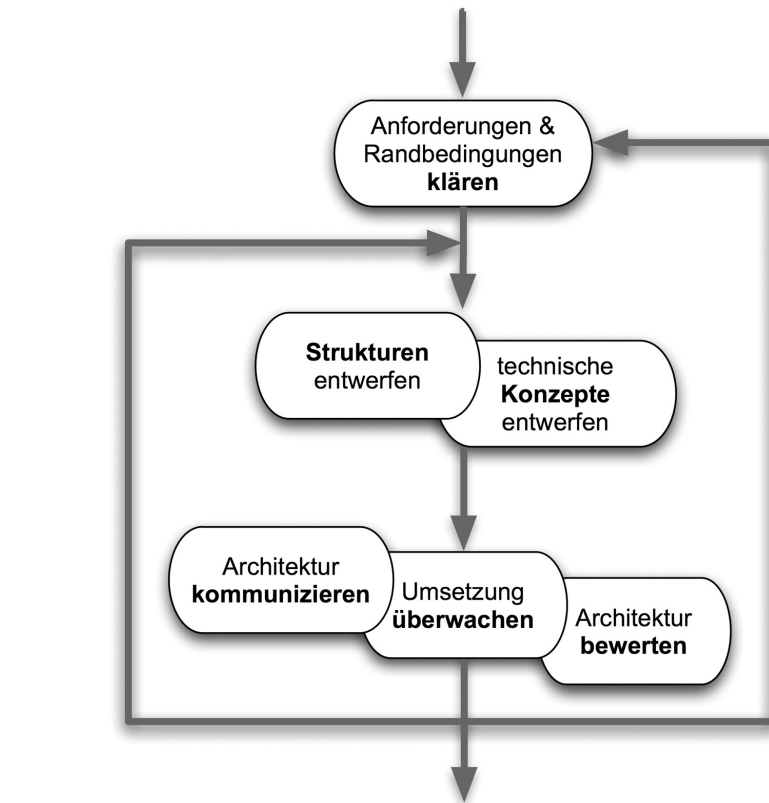 Anforderungen &
Randbedingungen
klären
Strukturen
entwerfen
technische
Konzepte
entwerfen
Architektur
kommunizieren
Umsetzung
überwachen
Architektur
bewerten